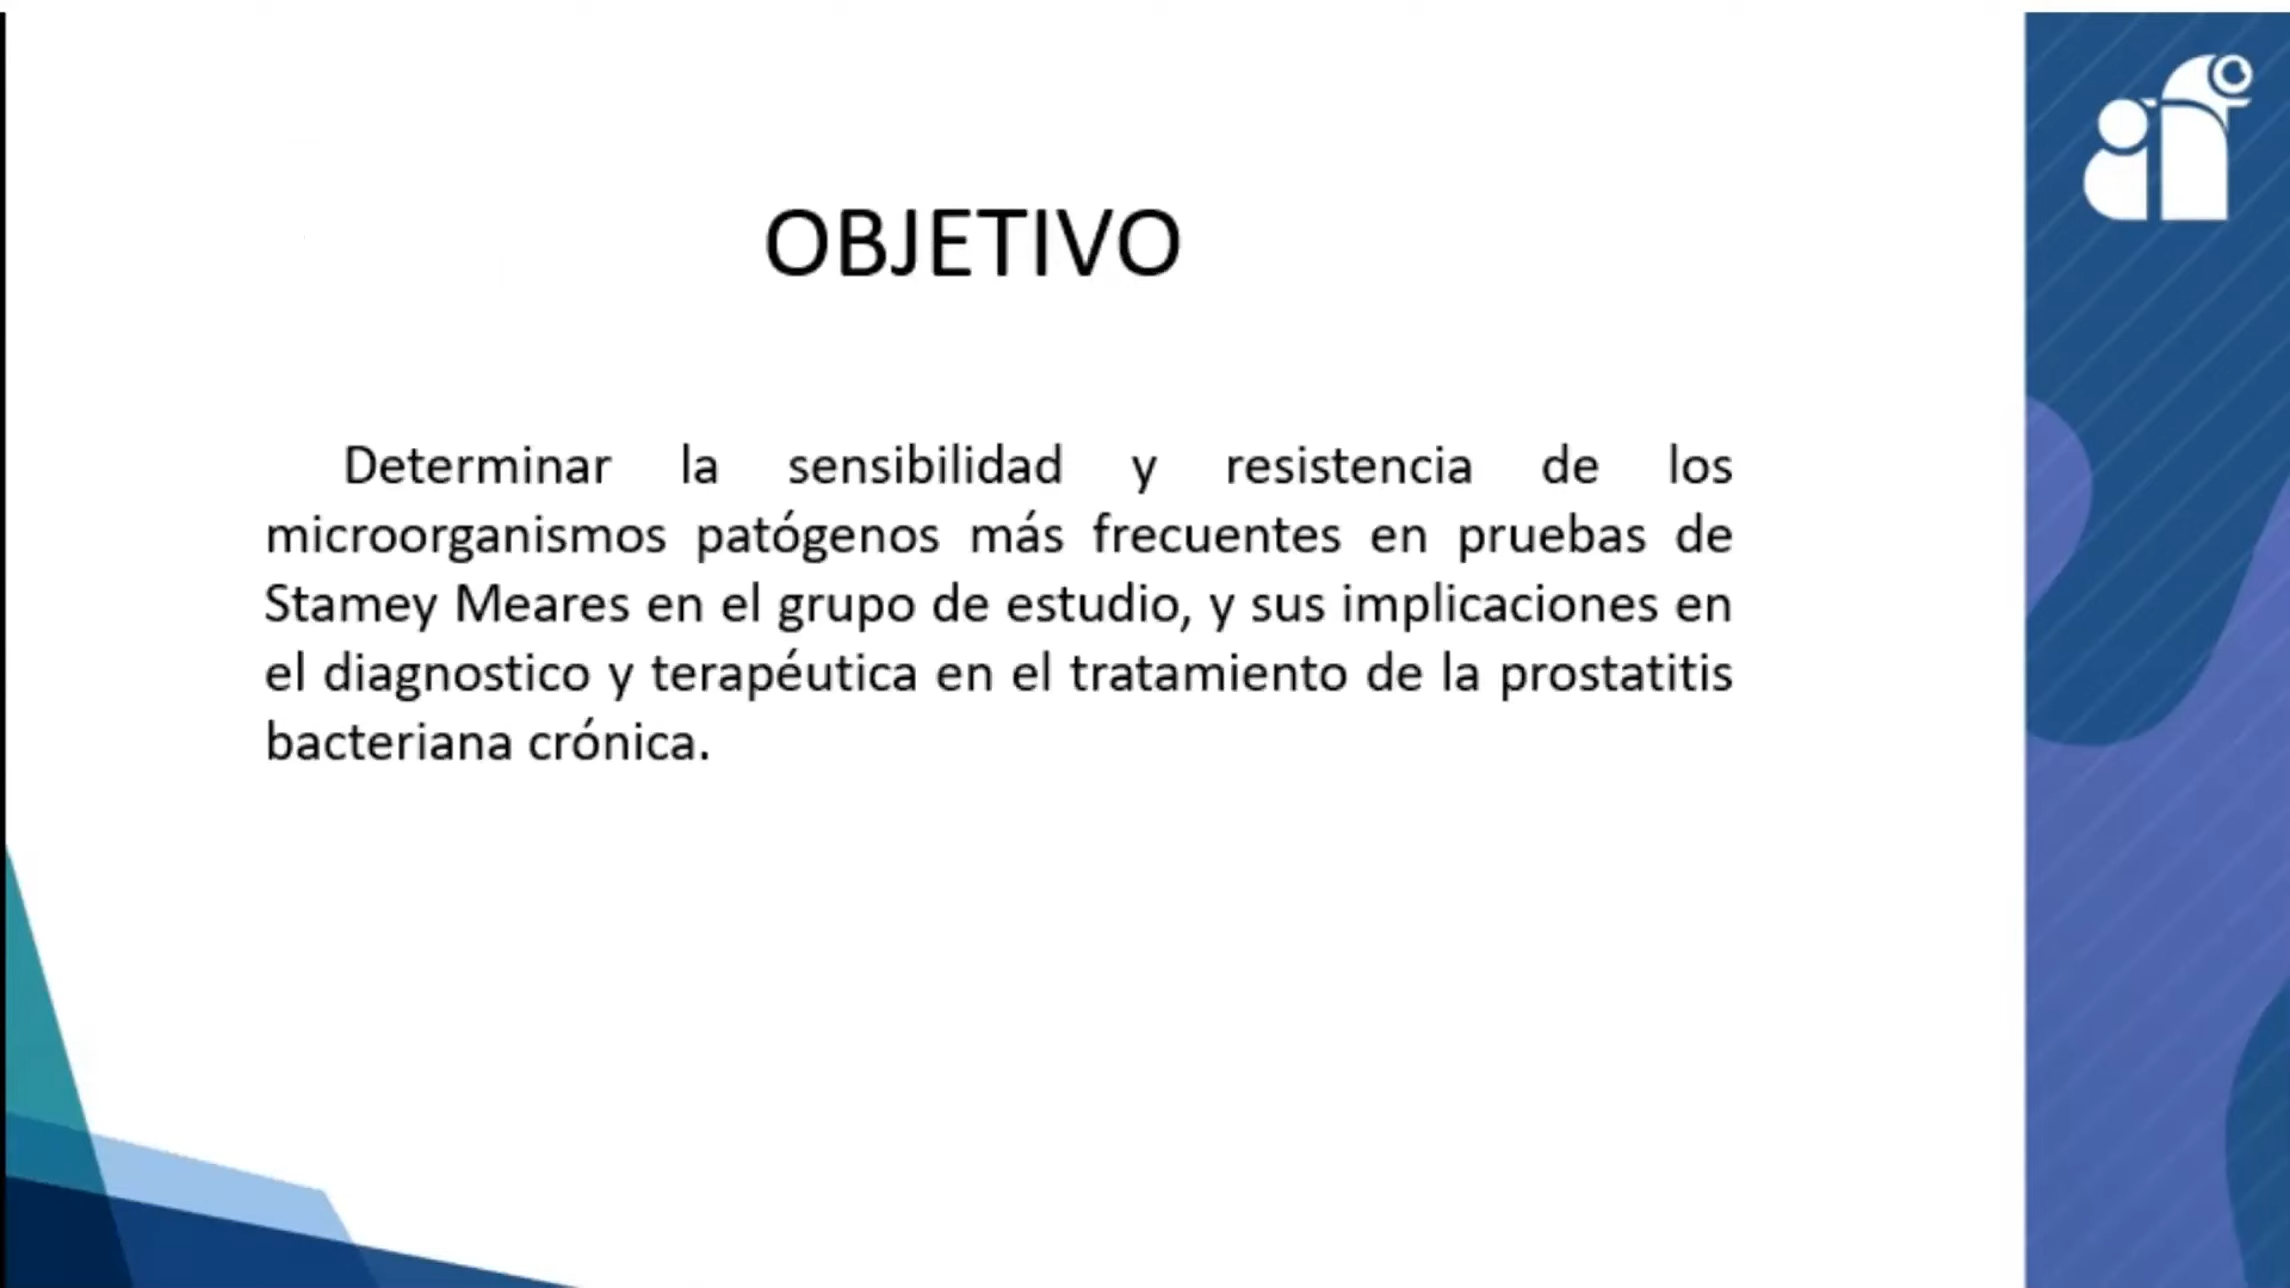 OBJETIVO
Determinar la sensibilidad y resistencia de los
microorganismos patógenos más frecuentes en pruebas de
Stamey Meares en el grupo de estudio, y sus implicaciones en
el diagnostico y terapéutica en el tratamiento de la prostatitis
bacteriana crónica.